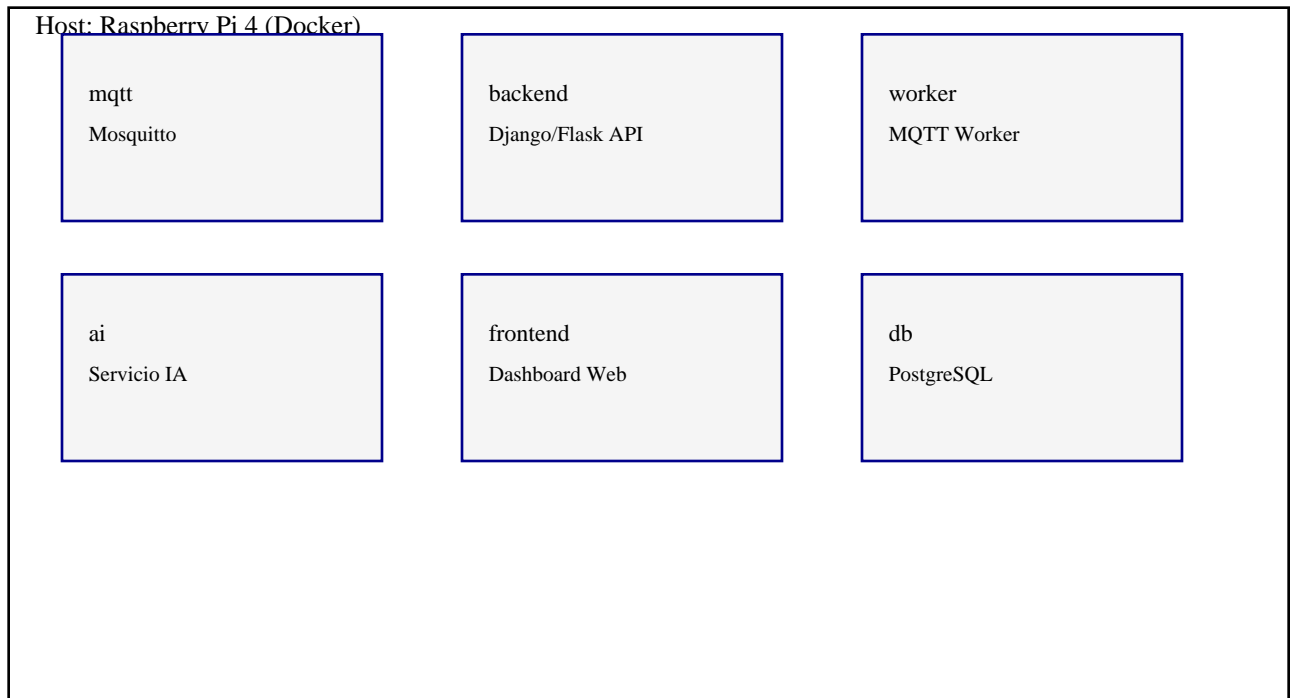 Host: Raspberry Pi 4 (Docker)
mqtt
Mosquitto
backend
Django/Flask API
worker
MQTT Worker
ai
Servicio IA
frontend
Dashboard Web
db
PostgreSQL